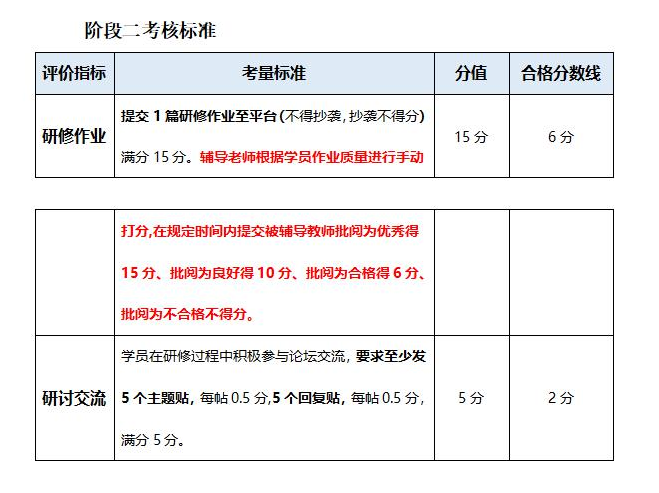 阶段二考核标准
评价指标 考量标准 分值 合格分数线
提交 1 篇研修作业至平台(不得抄袭, 抄袭不得分)
研修作业 15 分 6 分
满分 15 分。辅导老师根据学员作业质量进行手动
打分,在规定时间内提交被辅导教师批阅为优秀得
15 分、批阅为良好得 10 分、批阅为合格得 6 分、
批阅为不合格不得分。
学员在研修过程中积极参与论坛交流, 要求至少发
研讨交流 5 个主题贴, 每帖 0.5 分,5 个回复贴, 每帖 0.5 分, 5 分 2 分
满分 5 分。